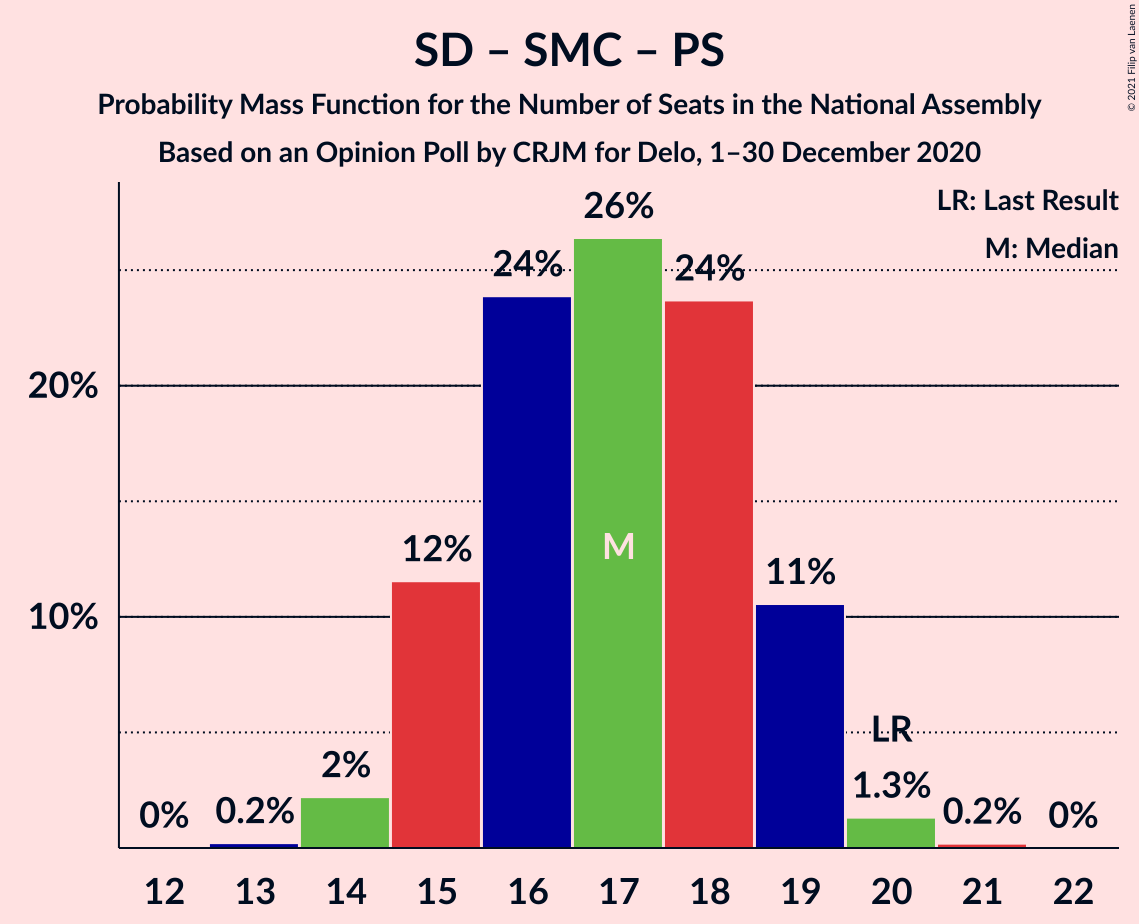 SD – SMC – PS
Probability Mass Function for the Number of Seats in the National Assembly
Based on an Opinion Poll by CRJM for Delo, 1–30 December 2020
© 2021 Filip van Laenen
LR: Last Result
M: Median
26%
24%
24%
20%
12%
M
11%
10%
LR
2%
1.3%
0%
0.2%
0.2%
0%
12 13 14 15 16 17 18 19 20 21 22